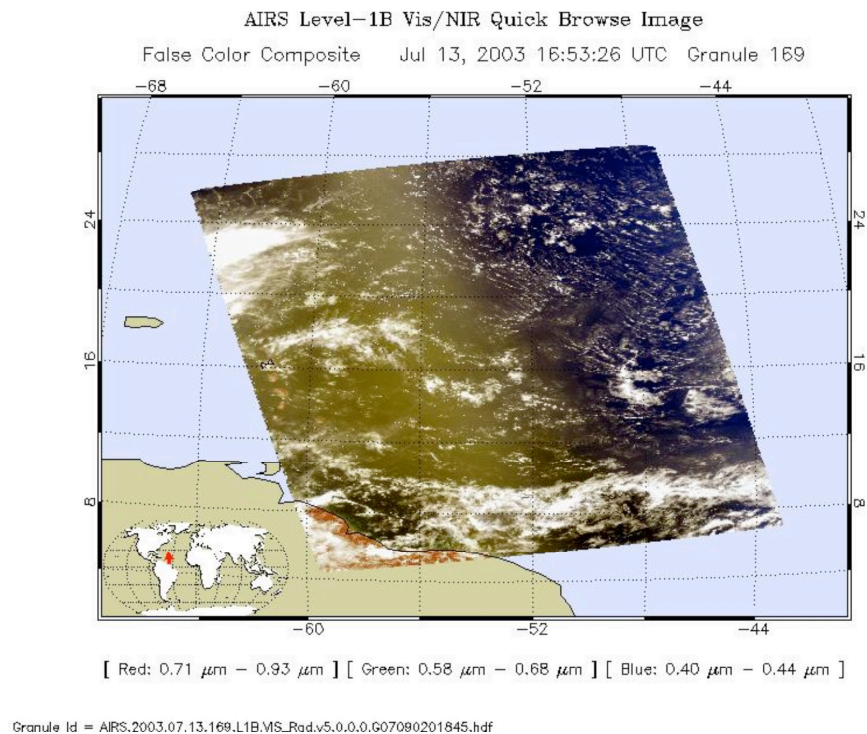 AIRS Level-1B Vis/NIR Quick Browse Image
False Color Composite Jul 13, 2003 16:53:26 UTC Granule 169
-68 -60 -52 -44
24 24
16 16
8 8
-60 -52 -44
[ Red: 0.71 μm - 0.93 μm ] [ Green: 0.58 μm - 0.68 μm ] [ Blue: 0.40 μm - 0.44 μm ]
Granule Id = AIRS.2003.07.13.169.L1B.VIS_Rad.v5.0.0.0.G07090201845.hdf